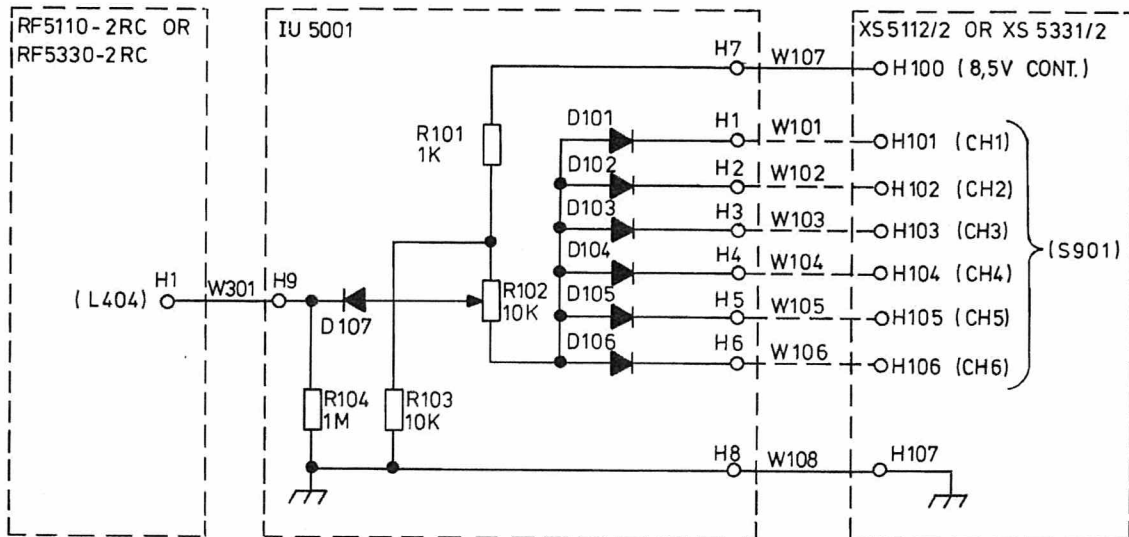 RF5110-2RC OR
RF5330-2RC
IU 5001
XS5112/2 OR XS 5331/2
H7
W107
H100 (8,5V CONT.)
R101
1K
D101
H1
W101
H101 (CH1)
D102
H2
W102
H102 (CH2)
D103
H3
W103
H103 (CH3)
(S901)
D104
H4
W104
H104 (CH4)
(L404)
H1
W301
H9
D107
R102
10K
D105
H5
W105
H105 (CH5)
D106
H6
W106
H106 (CH6)
R104
1M
R103
10K
H8
W108
H107